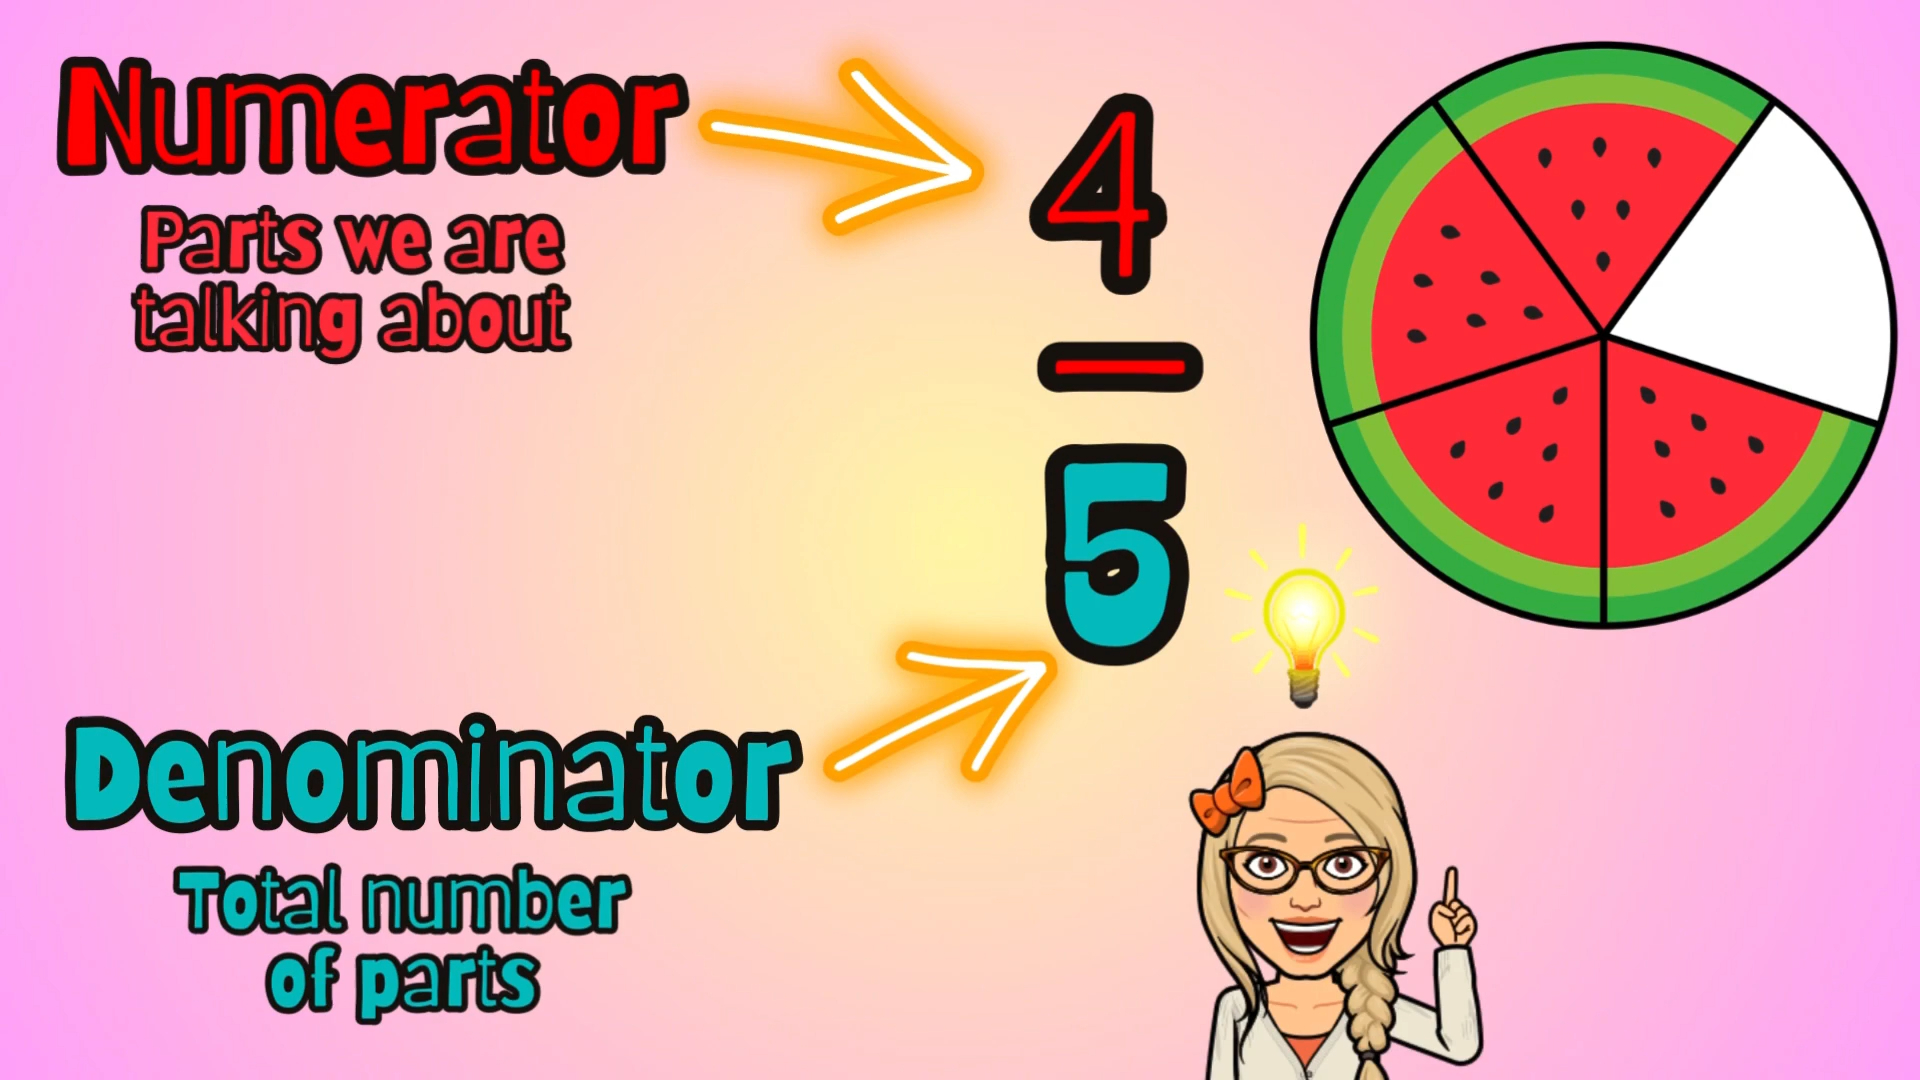 Numerator
Parts we are
talking about
4
5
Denominator
Total number
of parts